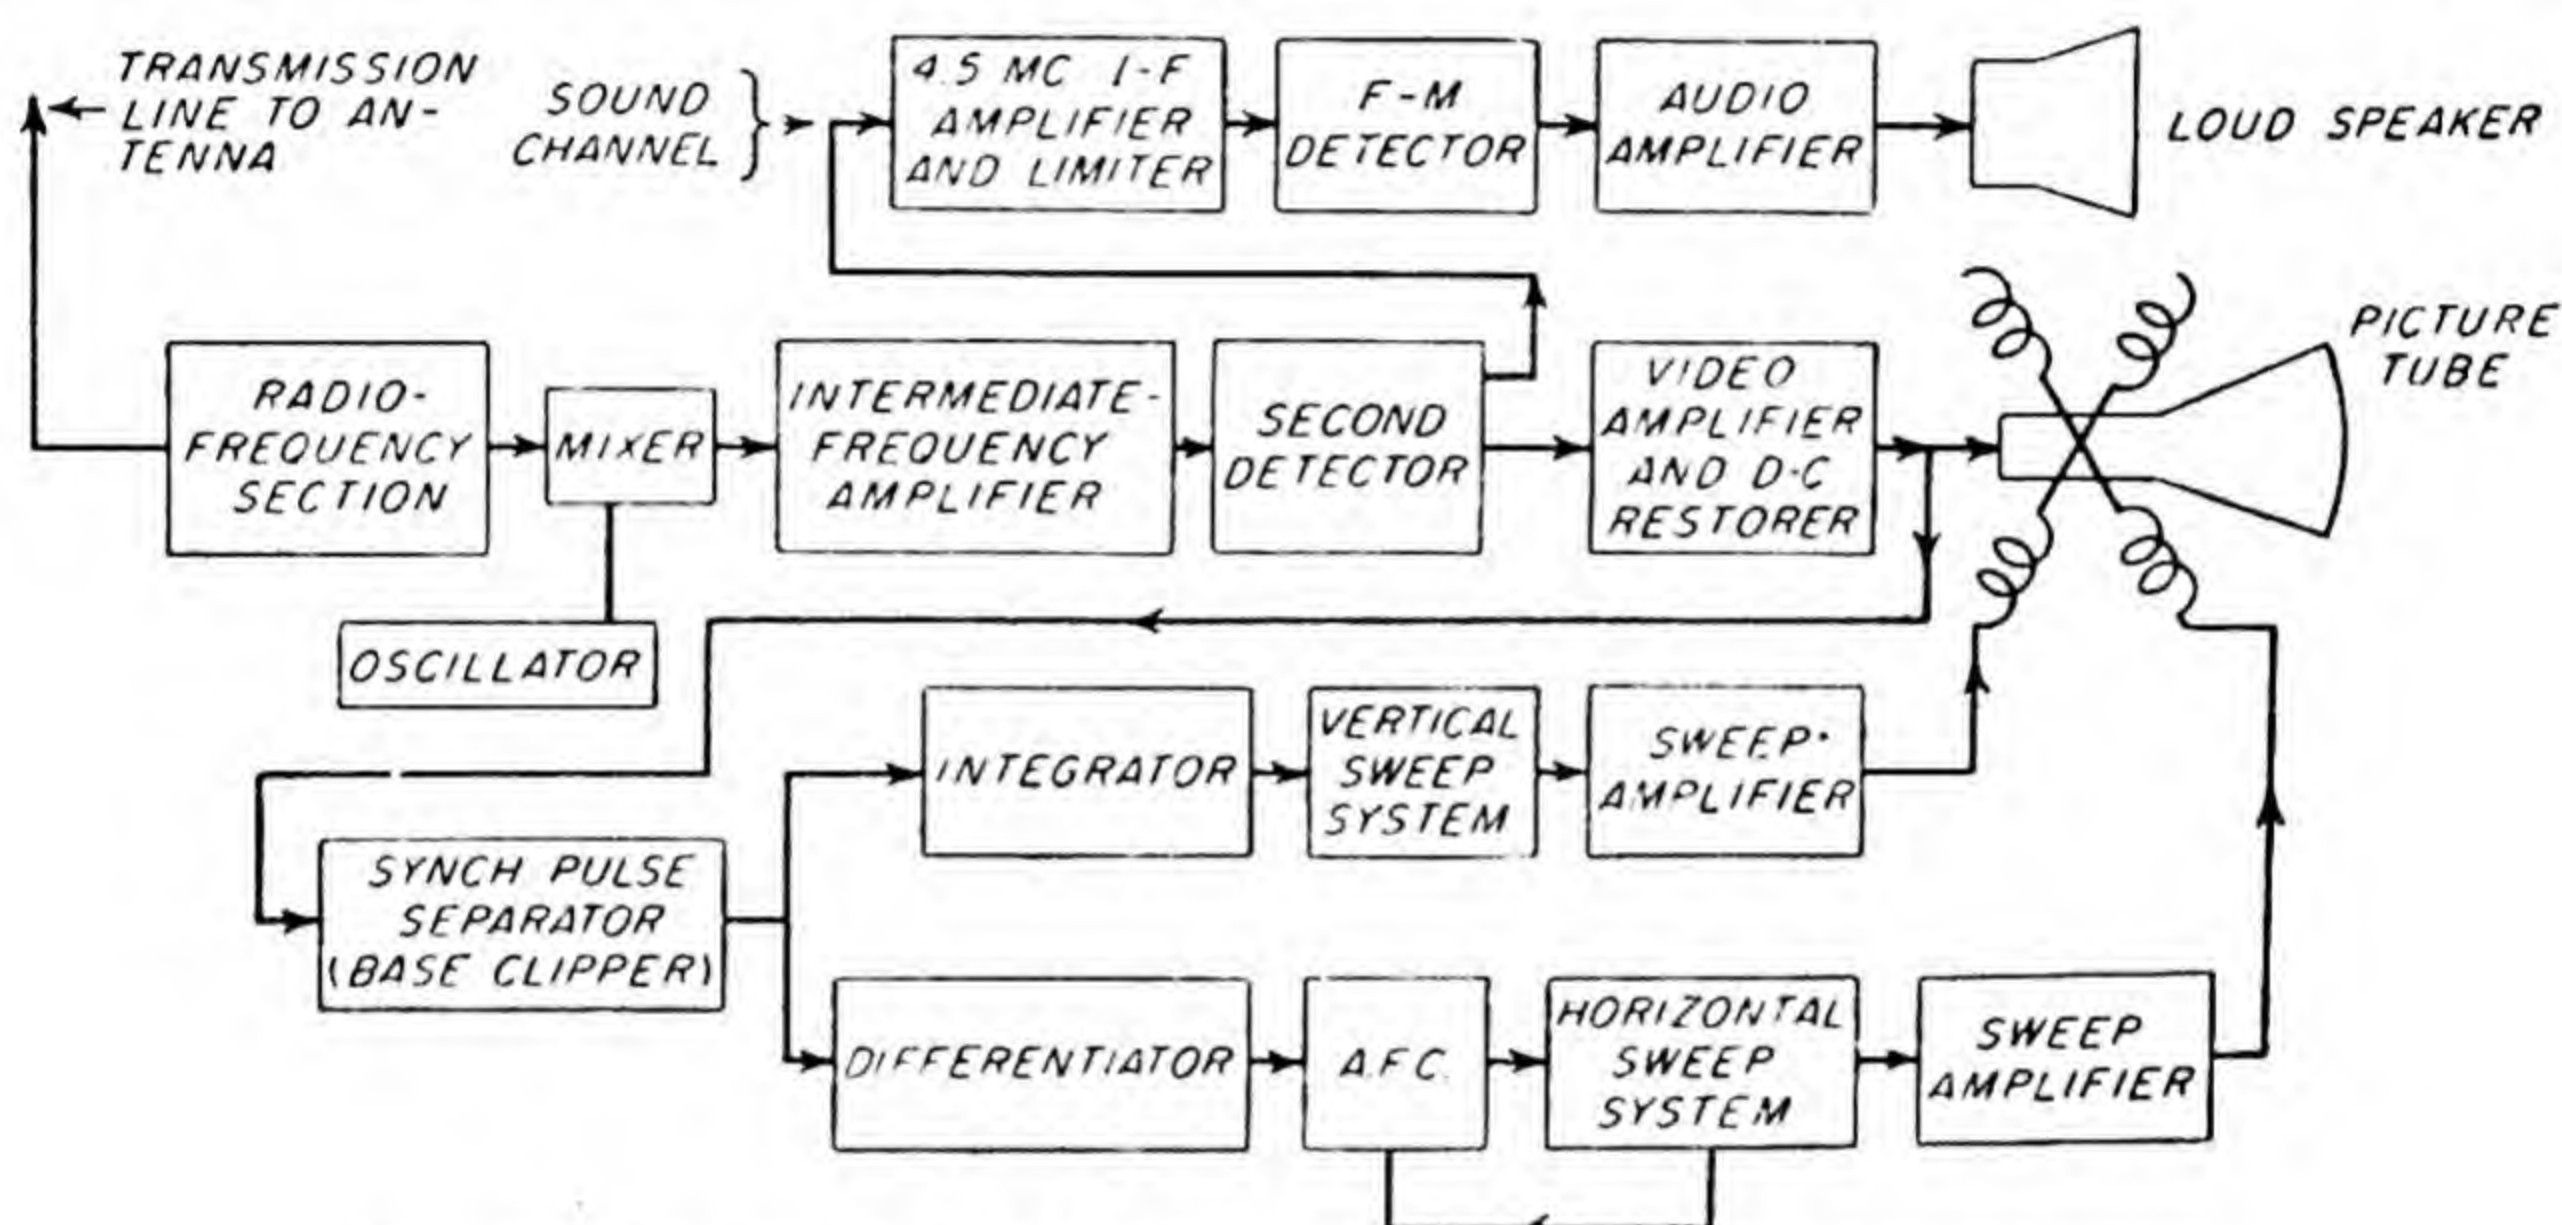 TRANSMISSION
LINE TO AN-
TENNA
SOUND
CHANNEL
4.5 MC I-F
AMPLIFIER
AND LIMITER
F-M
DETECTOR
AUDIO
AMPLIFIER
LOUD SPEAKER
RADIO-
FREQUENCY
SECTION
MIXER
INTERMEDIATE-
FREQUENCY
AMPLIFIER
SECOND
DETECTOR
VIDEO
AMPLIFIER
AND D-C
RESTORER
PICTURE
TUBE
OSCILLATOR
INTEGRATOR
VERTICAL
SWEEP
SYSTEM
SWEEP
AMPLIFIER
SYNCH PULSE
SEPARATOR
(BASE CLIPPER)
DIFFERENTIATOR
A.F.C.
HORIZONTAL
SWEEP
SYSTEM
SWEEP
AMPLIFIER